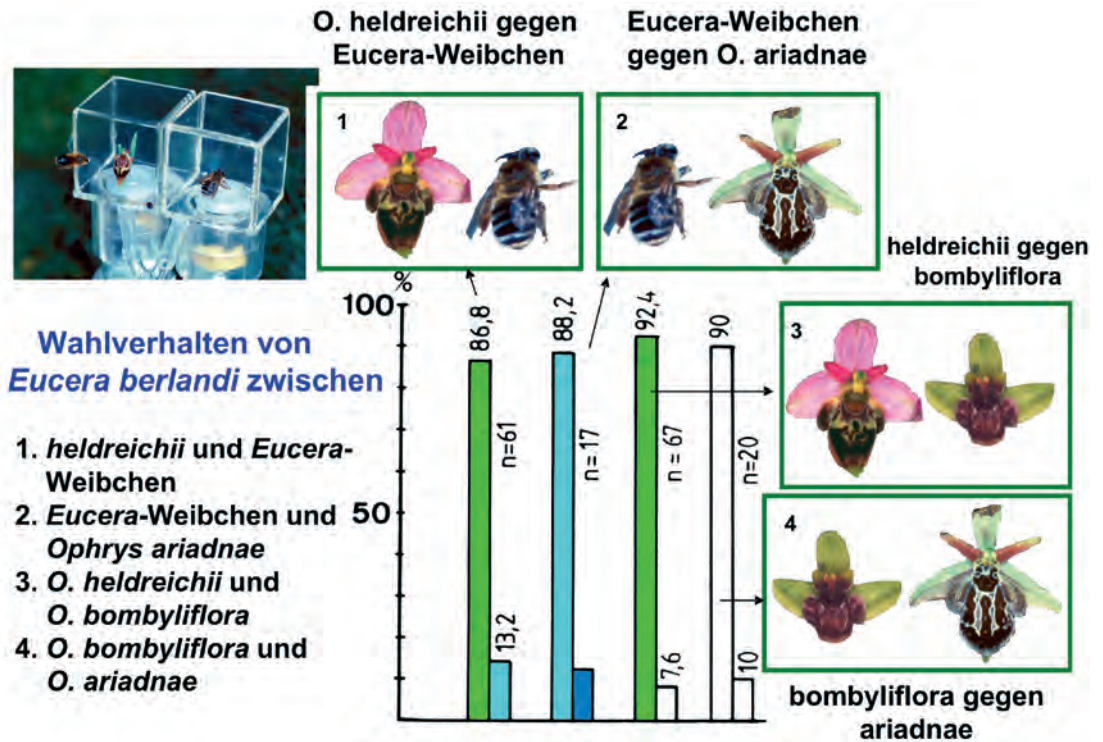 O. heldreichii gegen
Eucera-Weibchen
Eucera-Weibchen
gegen O. ariadnae
1
2
heldreichii gegen
bombyliflora
3
4
bombyliflora gegen
ariadnae
Wahlverhalten von
Eucera berlandi zwischen
1. heldreichii und Eucera-
Weibchen
2. Eucera-Weibchen und
Ophrys ariadnae
3. O. heldreichii und
O. bombyliflora
4. O. bombyliflora und
O. ariadnae
%
100
50
86,8
13,2
n=61
88,2
n=17
92,4
7,6
n=67
90
10
n=20